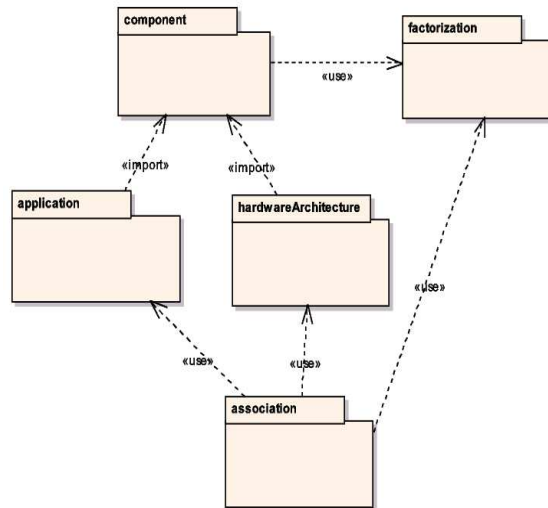 component
factorization
«use»
«import»
«import»
application
hardwareArchitecture
«use»
«use»
«use»
association